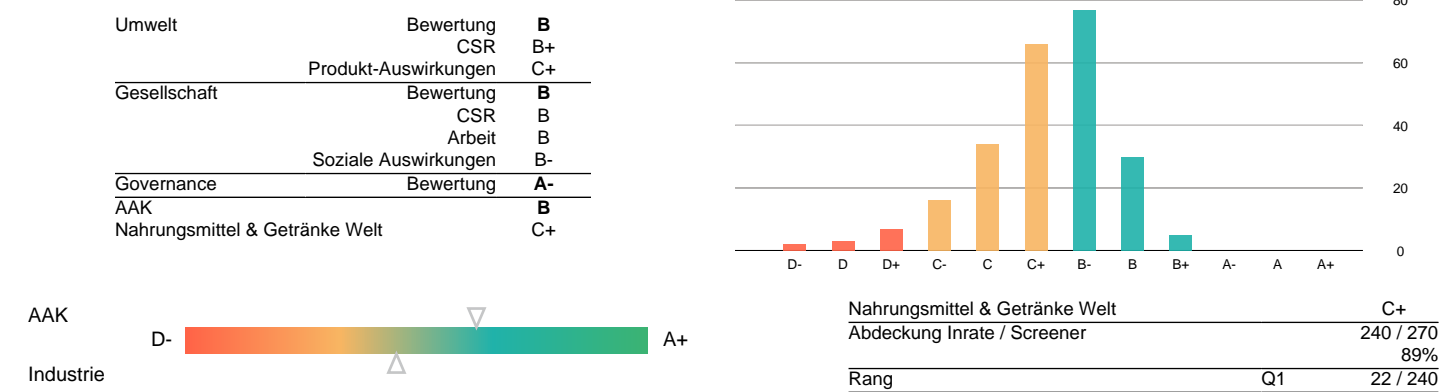 Umwelt Bewertung B
CSR B+
Produkt-Auswirkungen C+
Gesellschaft Bewertung B
CSR B
Arbeit B
Soziale Auswirkungen B-
Governance Bewertung A-
AAK B
Nahrungsmittel & Getränke Welt C+
80
60
40
20
0
D- D D+ C- C C+ B- B B+ A- A A+
AAK
D- A+
Industrie
Nahrungsmittel & Getränke Welt C+
Abdeckung Inrate / Screener 240 / 270
89%
Rang Q1 22 / 240